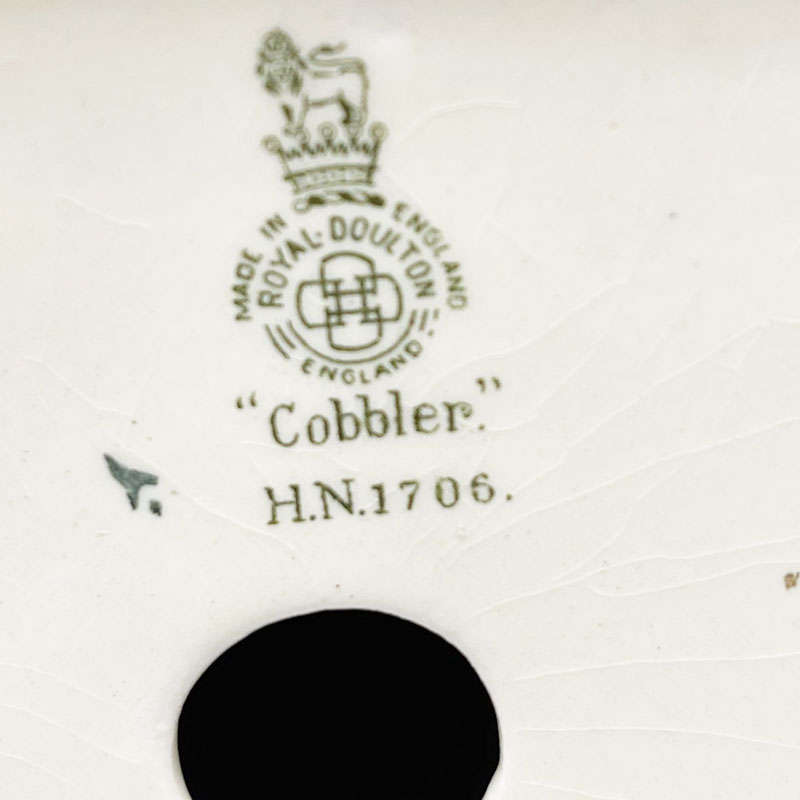 MADE IN ENGLAND
ROYAL·DOULTON
ENGLAND
"Cobbler."
H.N.1706.